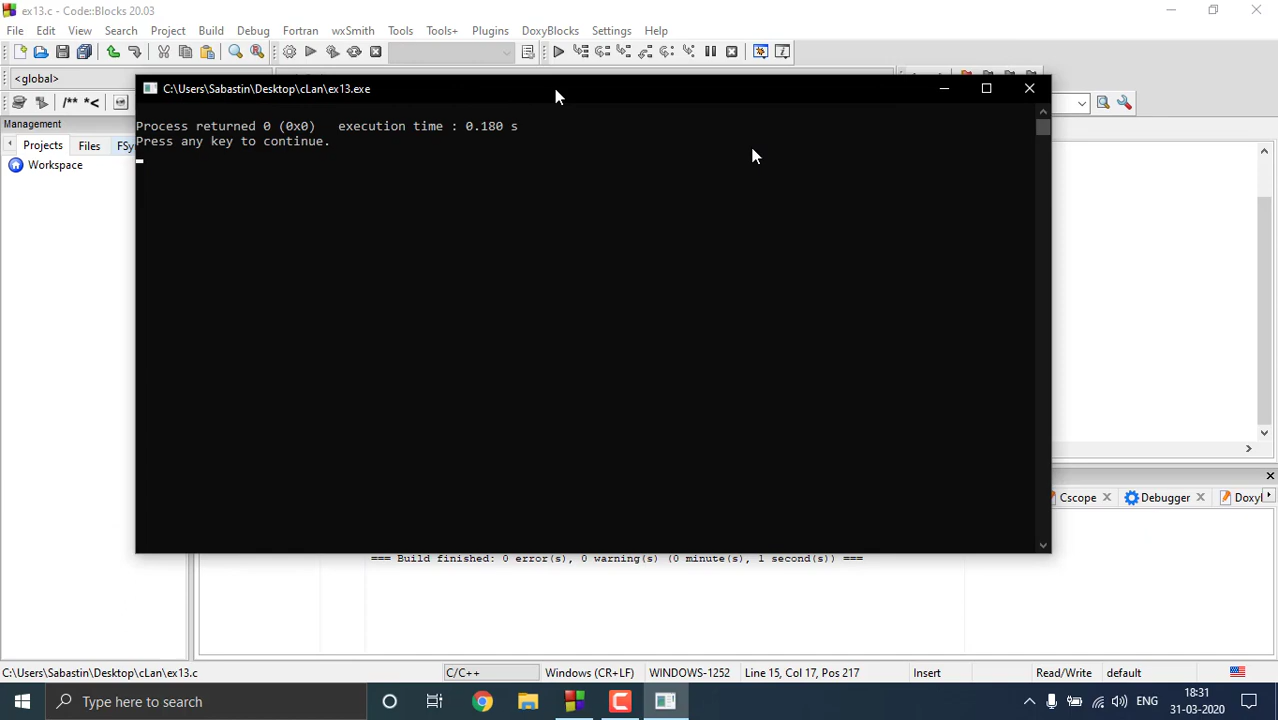 ex13.c - Code::Blocks 20.03
File Edit View Search Project Build Debug Fortran wxSmith Tools Tools+ Plugins DoxyBlocks Settings Help
<global>
C:\Users\Sabastin\Desktop\cLan\ex13.exe
/** *<
Management
Process returned 0 (0x0)   execution time : 0.180 s
Press any key to continue.
Projects Files FSy
Workspace
Cscope Debugger Doxyl
=== Build finished: 0 error(s), 0 warning(s) (0 minute(s), 1 second(s)) ===
C:\Users\Sabastin\Desktop\cLan\ex13.c C/C++ Windows (CR+LF) WINDOWS-1252 Line 15, Col 17, Pos 217 Insert Read/Write default
Type here to search
ENG
18:31
31-03-2020